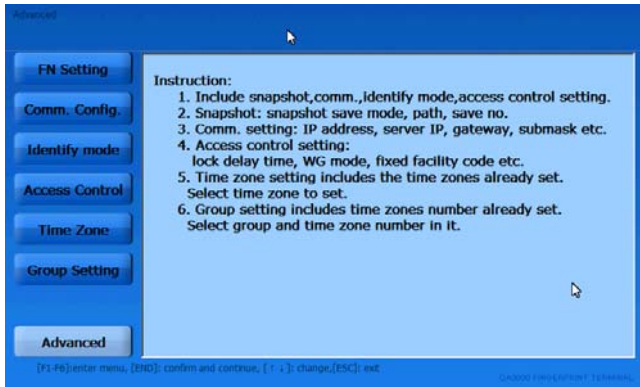 Advanced
FN Setting
Comm. Config.
Identify mode
Access Control
Time Zone
Group Setting
Advanced
Instruction:
1. Include snapshot,comm.,identify mode,access control setting.
2. Snapshot: snapshot save mode, path, save no.
3. Comm. setting: IP address, server IP, gateway, submask etc.
4. Access control setting:
lock delay time, WG mode, fixed facility code etc.
5. Time zone setting includes the time zones already set.
Select time zone to set.
6. Group setting includes time zones number already set.
Select group and time zone number in it.
[F1-F6]:enter menu, [END]: confirm and continue, [ ↑ ↓ ]: change,[ESC]: exit
FINGERPRINT TERMINAL